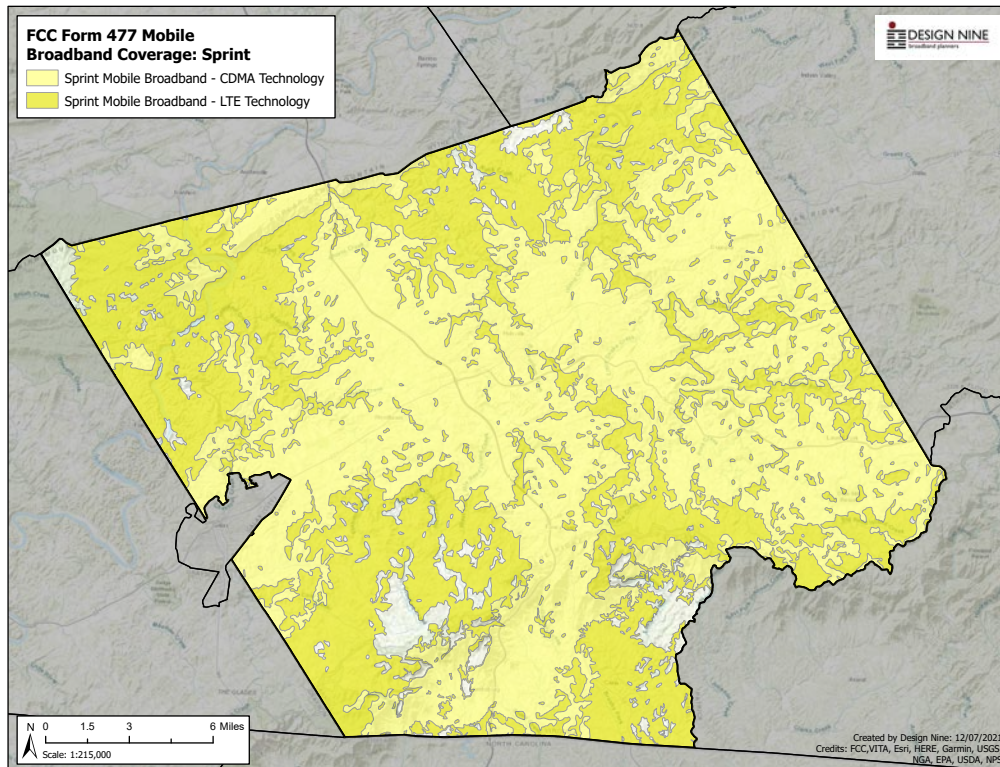 FCC Form 477 Mobile
Broadband Coverage: Sprint
Sprint Mobile Broadband - CDMA Technology
Sprint Mobile Broadband - LTE Technology
DESIGN NINE
broadband planners
THE GLADES
NORTH CAROLINA
N 0 1.5 3 6 Miles
Scale: 1:215,000
Created by Design Nine: 12/07/2021
Credits: FCC,VITA, Esri, HERE, Garmin, USGS,
NGA, EPA, USDA, NPS